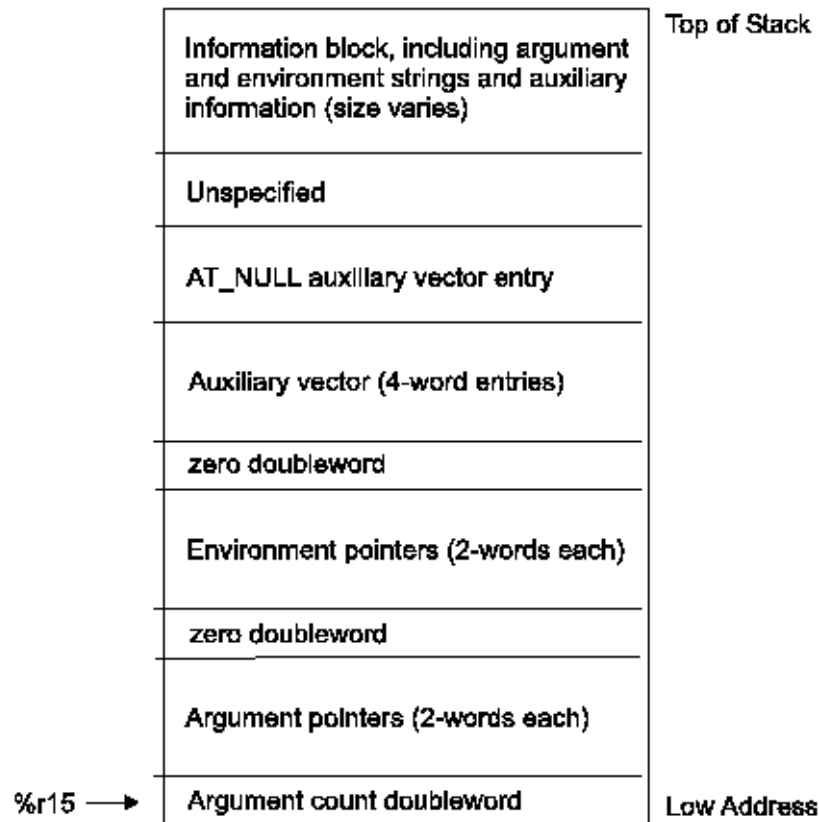 Top of Stack
Information block, including argument
and environment strings and auxiliary
information (size varies)
Unspecified
AT_NULL auxiliary vector entry
Auxiliary vector (4-word entries)
zero doubleword
Environment pointers (2-words each)
zero doubleword
Argument pointers (2-words each)
%r15
Argument count doubleword
Low Address